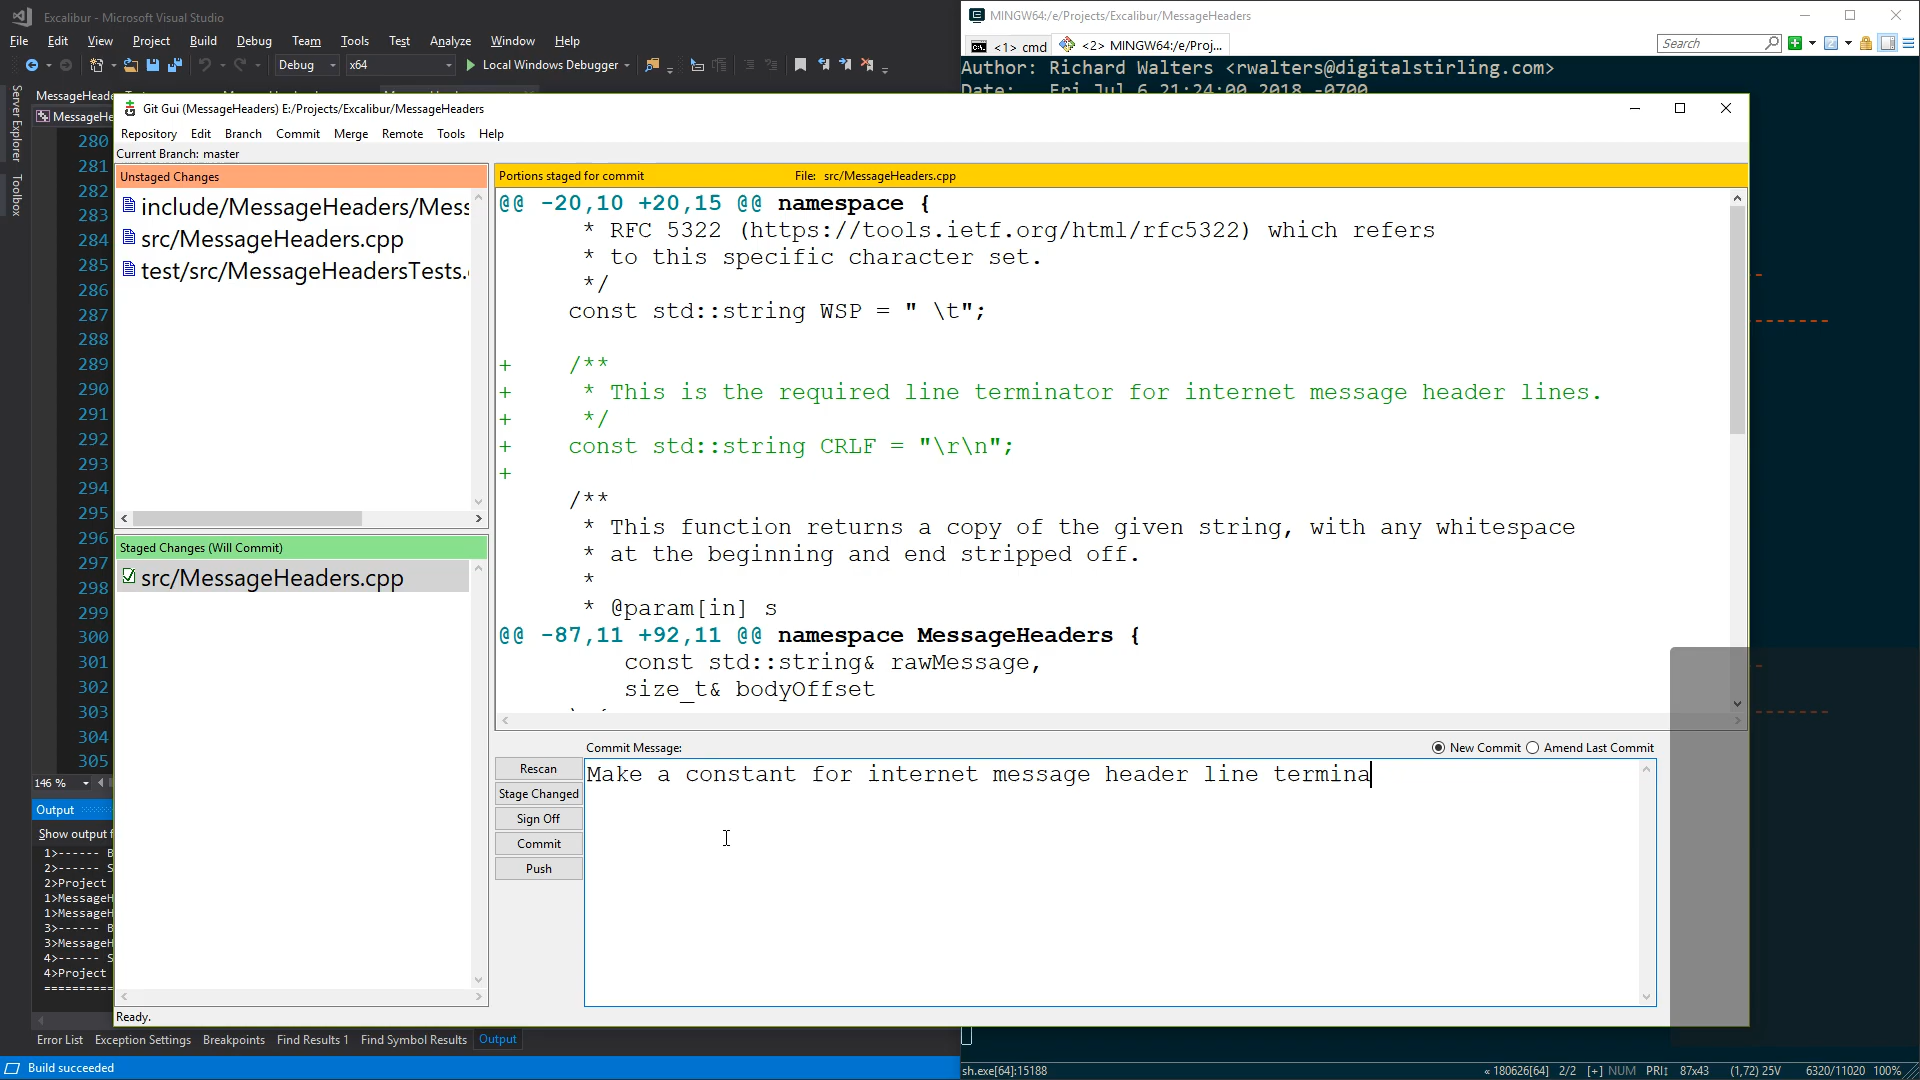 Excalibur - Microsoft Visual Studio
File Edit View Project Build Debug Team Tools Test Analyze Window Help
Debug x64 Local Windows Debugger
Server Explorer
Toolbox
280
281
282
283
284
285
286
287
288
289
290
291
292
293
294
295
296
297
298
299
300
301
302
303
304
305
146 %
Output
Show output f
1>------ B
2>------ S
2>Project
1>MessageH
1>MessageH
3>------ B
3>MessageH
4>------ S
4>Project
==========
Error List Exception Settings Breakpoints Find Results 1 Find Symbol Results Output
Build succeeded
MINGW64:/e/Projects/Excalibur/MessageHeaders
<1> cmd <2> MINGW64:/e/Proj... Search
Author: Richard Walters <rwalters@digitalstirling.com>
Date: Fri Jul 6 21:24:00 2018 -0700
Git Gui (MessageHeaders) E:/Projects/Excalibur/MessageHeaders
Repository Edit Branch Commit Merge Remote Tools Help
Current Branch: master
Unstaged Changes
include/MessageHeaders/Mess
src/MessageHeaders.cpp
test/src/MessageHeadersTests.
Staged Changes (Will Commit)
src/MessageHeaders.cpp
Portions staged for commit File: src/MessageHeaders.cpp
@@ -20,10 +20,15 @@ namespace {
* RFC 5322 (https://tools.ietf.org/html/rfc5322) which refers
* to this specific character set.
*/
const std::string WSP = " \t";
+ /**
+ * This is the required line terminator for internet message header lines.
+ */
+ const std::string CRLF = "\r\n";
+
/**
* This function returns a copy of the given string, with any whitespace
* at the beginning and end stripped off.
*
* @param[in] s
@@ -87,11 +92,11 @@ namespace MessageHeaders {
const std::string& rawMessage,
size_t& bodyOffset
Commit Message: New Commit Amend Last Commit
Rescan
Stage Changed
Sign Off
Commit
Push
Make a constant for internet message header line termina
Ready.
sh.exe[64]:15188 « 180626[64] 2/2 [+] NUM PRI↕ 87x43 (1,72) 25V 6320/11020 100%